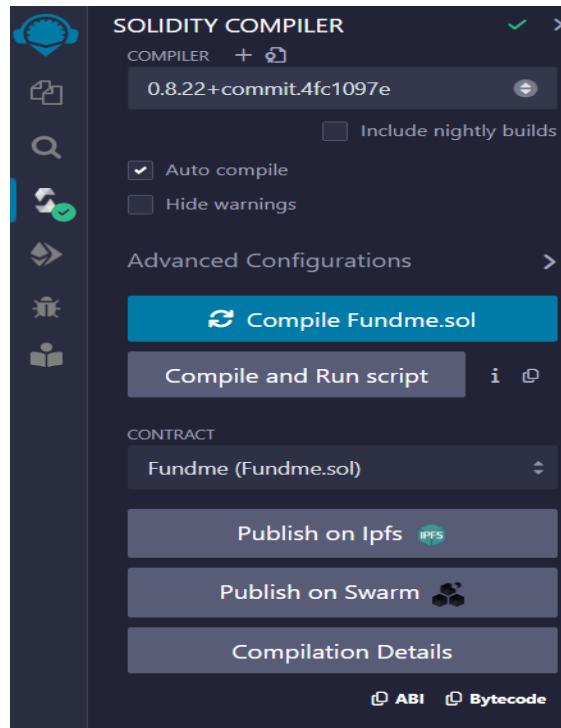 SOLIDITY COMPILER
COMPILER
0.8.22+commit.4fc1097e
Include nightly builds
Auto compile
Hide warnings
Advanced Configurations
Compile Fundme.sol
Compile and Run script
i
CONTRACT
Fundme (Fundme.sol)
Publish on Ipfs IPFS
Publish on Swarm
Compilation Details
ABI Bytecode